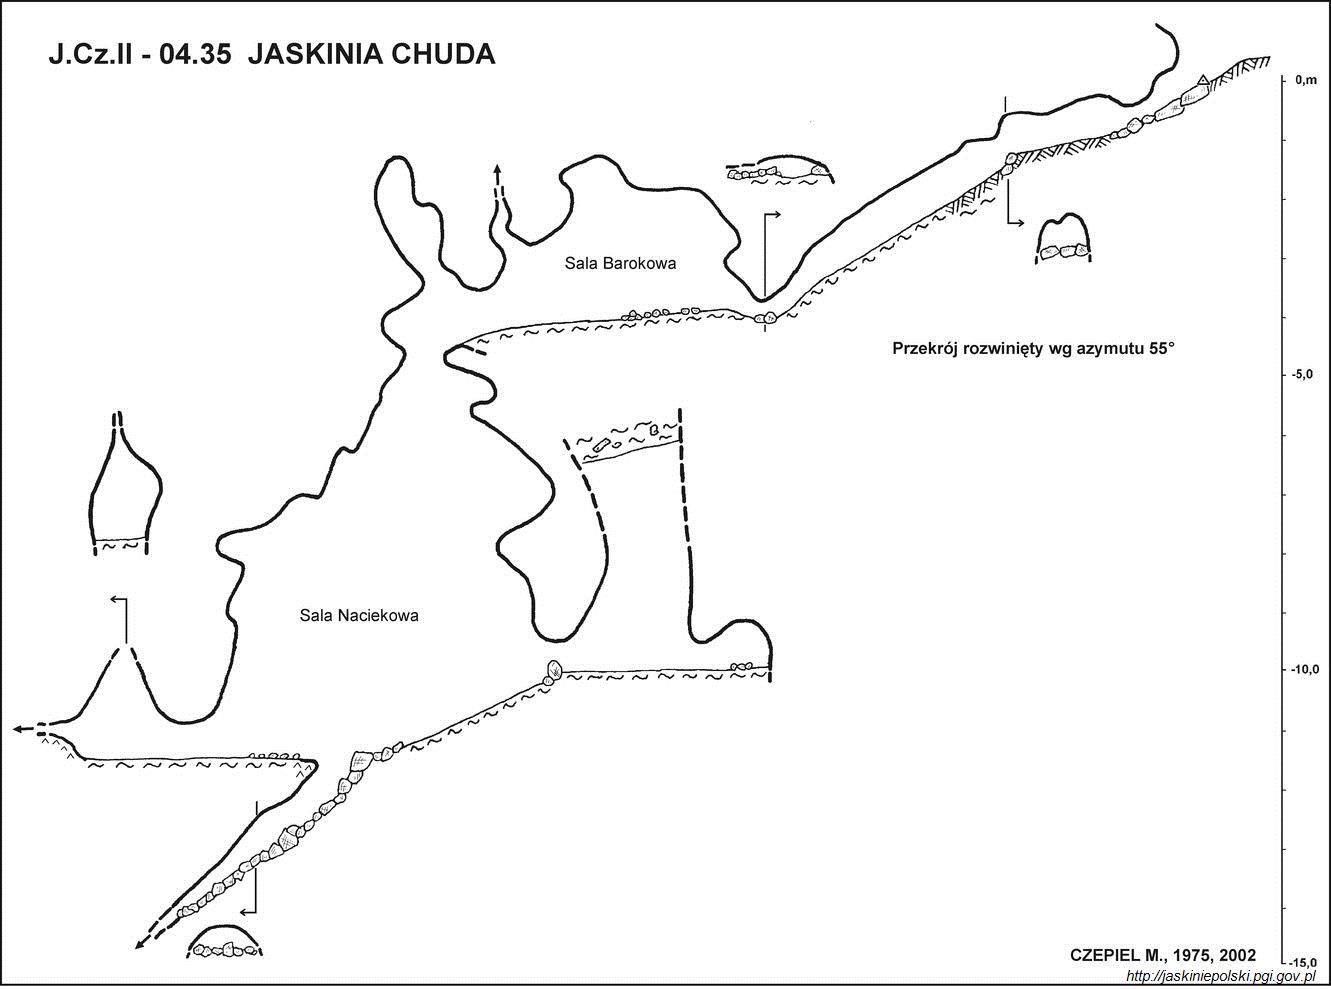 J.Cz.II - 04.35 JASKINIA CHUDA
0,m
Sala Barokowa
Przekrój rozwinięty wg azymutu 55°
-5,0
Sala Naciekowa
-10,0
CZEPIEL M., 1975, 2002
-15,0
http://jaskiniepolski.pgi.gov.pl